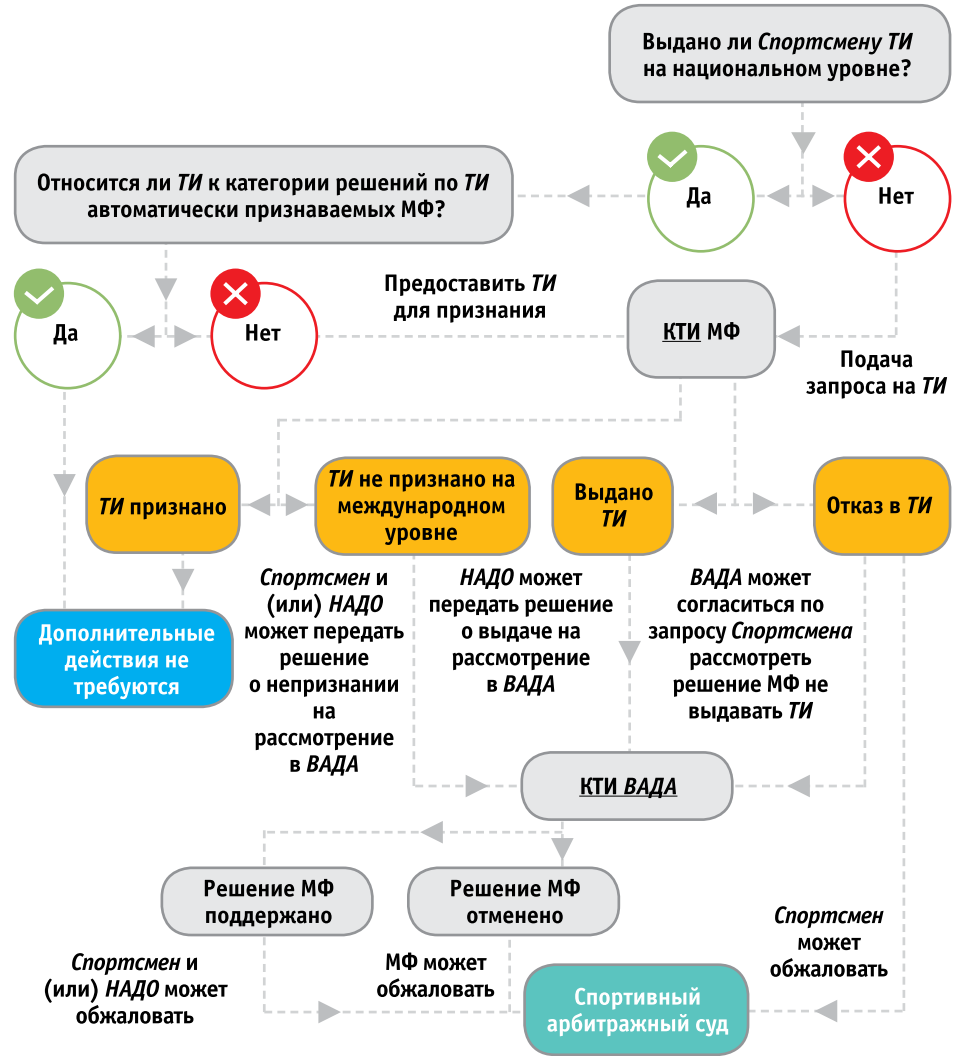 Выдано ли Спортсмену ТИ
на национальном уровне?
Да
Нет
Относится ли ТИ к категории решений по ТИ
автоматически признаваемых МФ?
Да
Нет
Предоставить ТИ
для признания
КТИ МФ
Подача
запроса на ТИ
ТИ признано
ТИ не признано на
международном
уровне
Выдано
ТИ
Отказ в ТИ
Дополнительные
действия не
требуются
Спортсмен и
(или) НАДО
может передать
решение
о непризнании
на
рассмотрение
в ВАДА
НАДО может
передать решение
о выдаче на
рассмотрение
в ВАДА
ВАДА может
согласиться по
запросу Спортсмена
рассмотреть
решение МФ не
выдавать ТИ
КТИ ВАДА
Решение МФ
поддержано
Решение МФ
отменено
Спортсмен и
(или) НАДО может
обжаловать
МФ может
обжаловать
Спортсмен
может
обжаловать
Спортивный
арбитражный суд